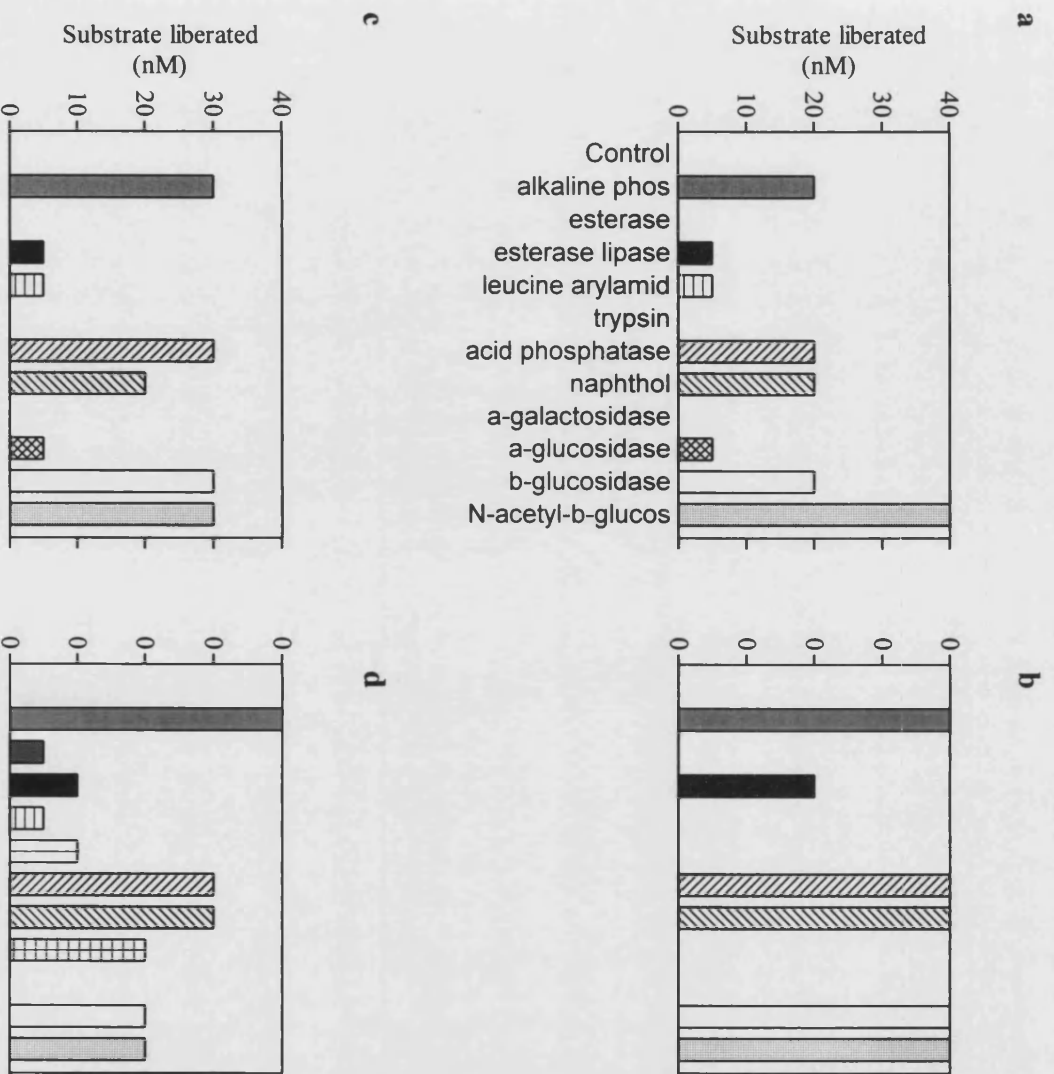 a
Substrate liberated
(nM)
0
10
20
30
40
Control
alkaline phos
esterase
esterase lipase
leucine arylamid
trypsin
acid phosphatase
naphthol
a-galactosidase
a-glucosidase
b-glucosidase
N-acetyl-b-glucos
b
0
0
0
0
0
c
Substrate liberated
(nM)
0
10
20
30
40
d
0
0
0
0
0